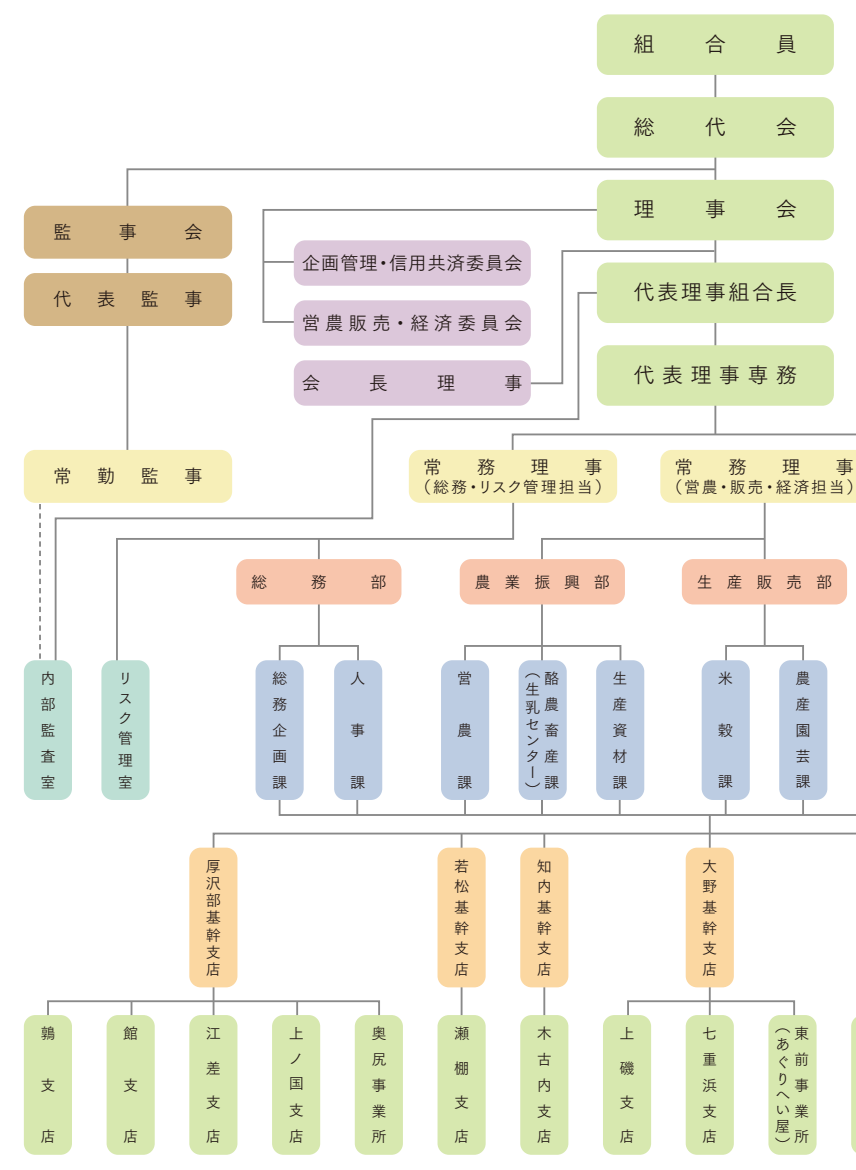 組合員
総代会
理事会
監事会
代表監事
企画管理・信用共済委員会
営農販売・経済委員会
会長理事
代表理事組合長
代表理事専務
常勤監事
常務理事
（総務・リスク管理担当）
常務理事
（営農・販売・経済担当）
総務部
農業振興部
生産販売部
内部監査室
リスク管理室
総務企画課
人事課
営農課
酪農畜産課
（生乳センター）
生産資材課
米穀課
農産園芸課
厚沢部基幹支店
若松基幹支店
知内基幹支店
大野基幹支店
鶉支店
館支店
江差支店
上ノ国支店
奥尻事業所
瀬棚支店
木古内支店
上磯支店
七重浜支店
東前事業所
（あぐりへい屋）